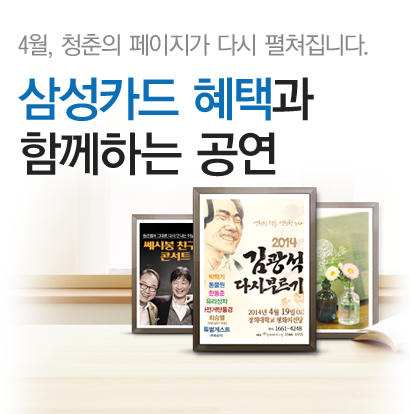 4월, 청춘의 페이지가 다시 펼쳐집니다.
삼성카드 혜택과
함께하는 공연
쎄시봉 친구
콘서트
2014
김광석
다시부르기
박학기
동물원
한동준
유리상자
자전거탄풍경
최승열
특별게스트
2014년 4월 19일(토)
경희대학교 평화의전당
1661-4248